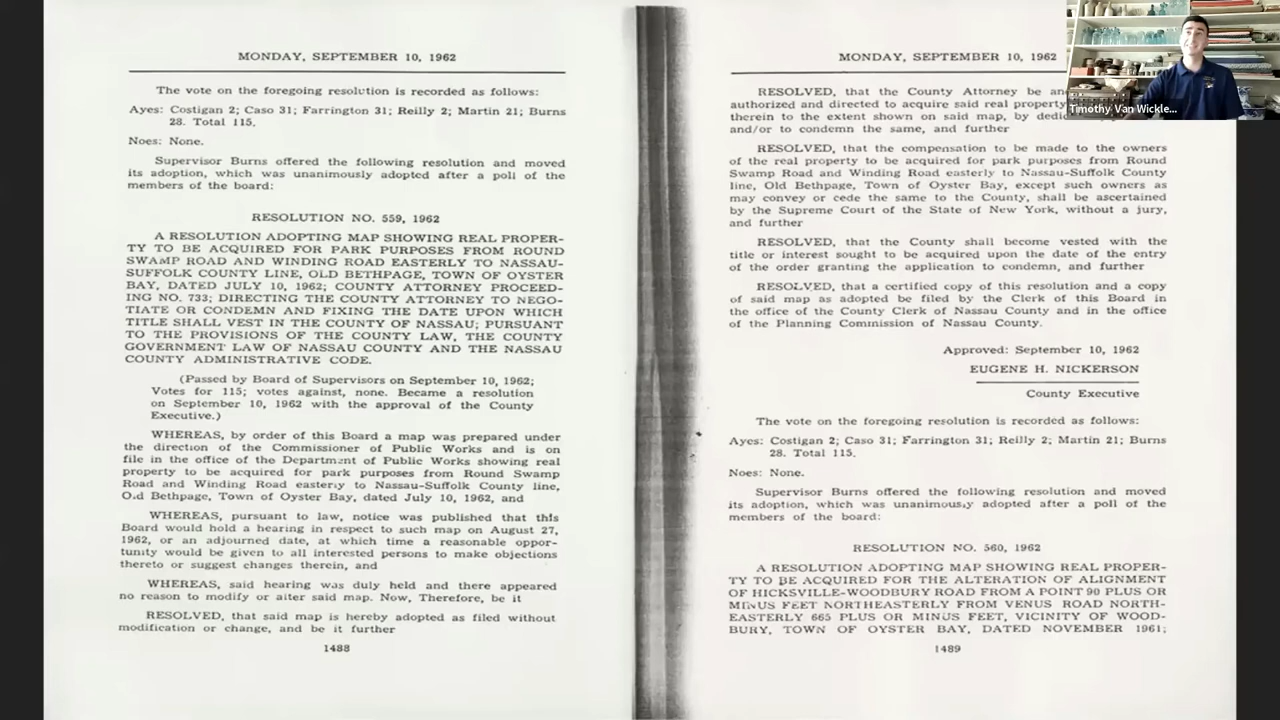 MONDAY, SEPTEMBER 10, 1962
The vote on the foregoing resolution is recorded as follows:
Ayes: Costigan 2; Caso 31; Farrington 31; Reilly 2; Martin 21; Burns
28. Total 115.
Noes: None.
Supervisor Burns offered the following resolution and moved
its adoption, which was unanimously adopted after a poll of the
members of the board:
RESOLUTION NO. 559, 1962
A RESOLUTION ADOPTING MAP SHOWING REAL PROPER-
TY TO BE ACQUIRED FOR PARK PURPOSES FROM ROUND
SWAMP ROAD AND WINDING ROAD EASTERLY TO NASSAU-
SUFFOLK COUNTY LINE, OLD BETHPAGE, TOWN OF OYSTER
BAY, DATED JULY 10, 1962; COUNTY ATTORNEY PROCEED-
ING NO. 733; DIRECTING THE COUNTY ATTORNEY TO NEGO-
TIATE OR CONDEMN AND FIXING THE DATE UPON WHICH
TITLE SHALL VEST IN THE COUNTY OF NASSAU; PURSUANT
TO THE PROVISIONS OF THE COUNTY LAW, THE COUNTY
GOVERNMENT LAW OF NASSAU COUNTY AND THE NASSAU
COUNTY ADMINISTRATIVE CODE.
(Passed by Board of Supervisors on September 10, 1962;
Votes for 115; votes against, none. Became a resolution
on September 10, 1962 with the approval of the County
Executive.)
WHEREAS, by order of this Board a map was prepared under
the direction of the Commissioner of Public Works and is on
file in the office of the Department of Public Works showing real
property to be acquired for park purposes from Round Swamp
Road and Winding Road easterly to Nassau-Suffolk County line,
Old Bethpage, Town of Oyster Bay, dated July 10, 1962, and
WHEREAS, pursuant to law, notice was published that this
Board would hold a hearing in respect to such map on August 27,
1962, or an adjourned date, at which time a reasonable oppor-
tunity would be given to all interested persons to make objections
thereto or suggest changes therein, and
WHEREAS, said hearing was duly held and there appeared
no reason to modify or alter said map. Now, Therefore, be it
RESOLVED, that said map is hereby adopted as filed without
modification or change, and be it further
1488
MONDAY, SEPTEMBER 10, 1962
RESOLVED, that the County Attorney be an
authorized and directed to acquire said real property
therein to the extent shown on said map, by
and/or to condemn the same, and further
RESOLVED, that the compensation to be made to the owners
of the real property to be acquired for park purposes from Round
Swamp Road and Winding Road easterly to Nassau-Suffolk County
line, Old Bethpage, Town of Oyster Bay, except such owners as
may convey or cede the same to the County, shall be ascertained
by the Supreme Court of the State of New York, without a jury,
and further
RESOLVED, that the County shall become vested with the
title or interest sought to be acquired upon the date of the entry
of the order granting the application to condemn, and further
RESOLVED, that a certified copy of this resolution and a copy
of said map as adopted be filed by the Clerk of this Board in
the office of the County Clerk of Nassau County and in the office
of the Planning Commission of Nassau County.
Approved: September 10, 1962
EUGENE H. NICKERSON
County Executive
The vote on the foregoing resolution is recorded as follows:
Ayes: Costigan 2; Caso 31; Farrington 31; Reilly 2; Martin 21; Burns
28. Total 115.
Noes: None.
Supervisor Burns offered the following resolution and moved
its adoption, which was unanimously adopted after a poll of the
members of the board:
RESOLUTION NO. 560, 1962
A RESOLUTION ADOPTING MAP SHOWING REAL PROPER-
TY TO BE ACQUIRED FOR THE ALTERATION OF ALIGNMENT
OF HICKSVILLE-WOODBURY ROAD FROM A POINT 90 PLUS OR
MINUS FEET NORTHEASTERLY FROM VENUS ROAD NORTH-
EASTERLY 665 PLUS OR MINUS FEET, VICINITY OF WOOD-
BURY, TOWN OF OYSTER BAY, DATED NOVEMBER 1961;
1489
Timothy Van Wickle...